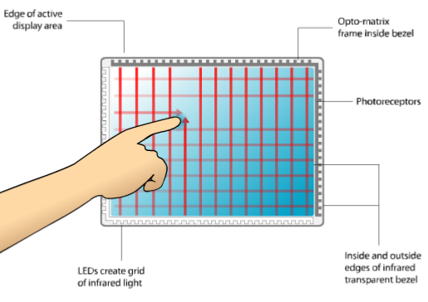 Edge of active
display area
Opto-matrix
frame inside bezel
Photoreceptors
Inside and outside
edges of infrared
transparent bezel
LEDs create grid
of infrared light